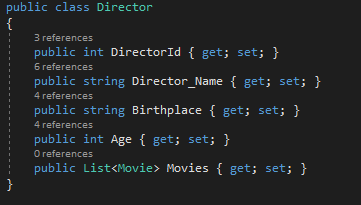 public class Director
{
3 references
public int DirectorId { get; set; }
6 references
public string Director_Name { get; set; }
4 references
public string Birthplace { get; set; }
4 references
public int Age { get; set; }
0 references
public List<Movie> Movies { get; set; }
}